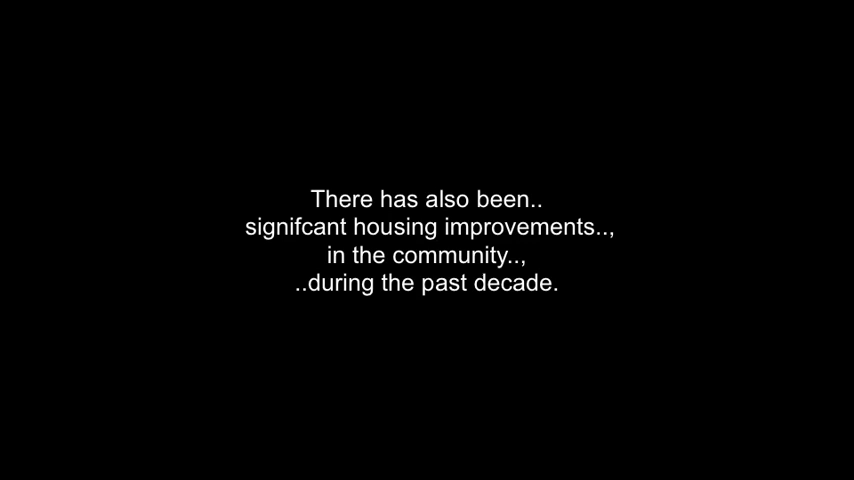 There has also been..
signifcant housing improvements..,
in the community..,
..during the past decade.